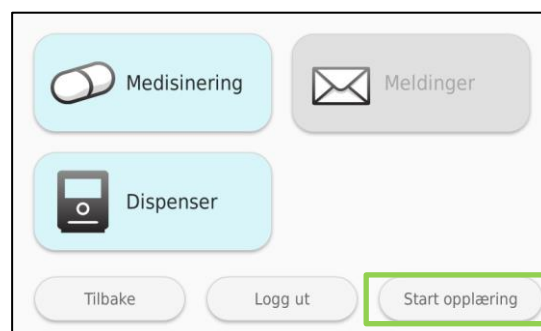 Medisinering
Meldinger
Dispenser
Tilbake
Logg ut
Start opplæring